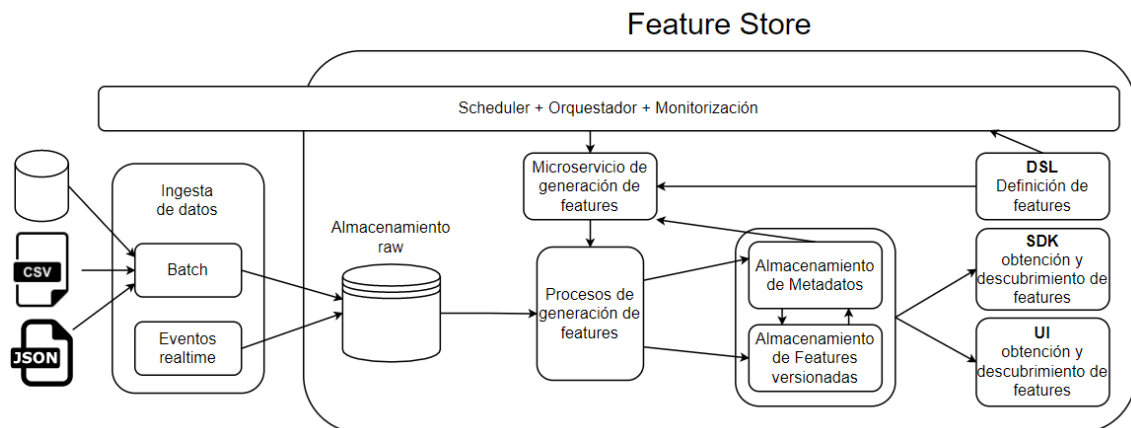 Feature Store
Scheduler + Orquestador + Monitorización
Ingesta
de datos
Batch
Eventos
realtime
CSV
JSON
Almacenamiento
raw
Microservicio de
generación de
features
Procesos de
generación de
features
Almacenamiento
de Metadatos
Almacenamiento
de Features
versionadas
DSL
Definición de
features
SDK
obtención y
descubrimiento de
features
UI
obtención y
descubrimiento de
features